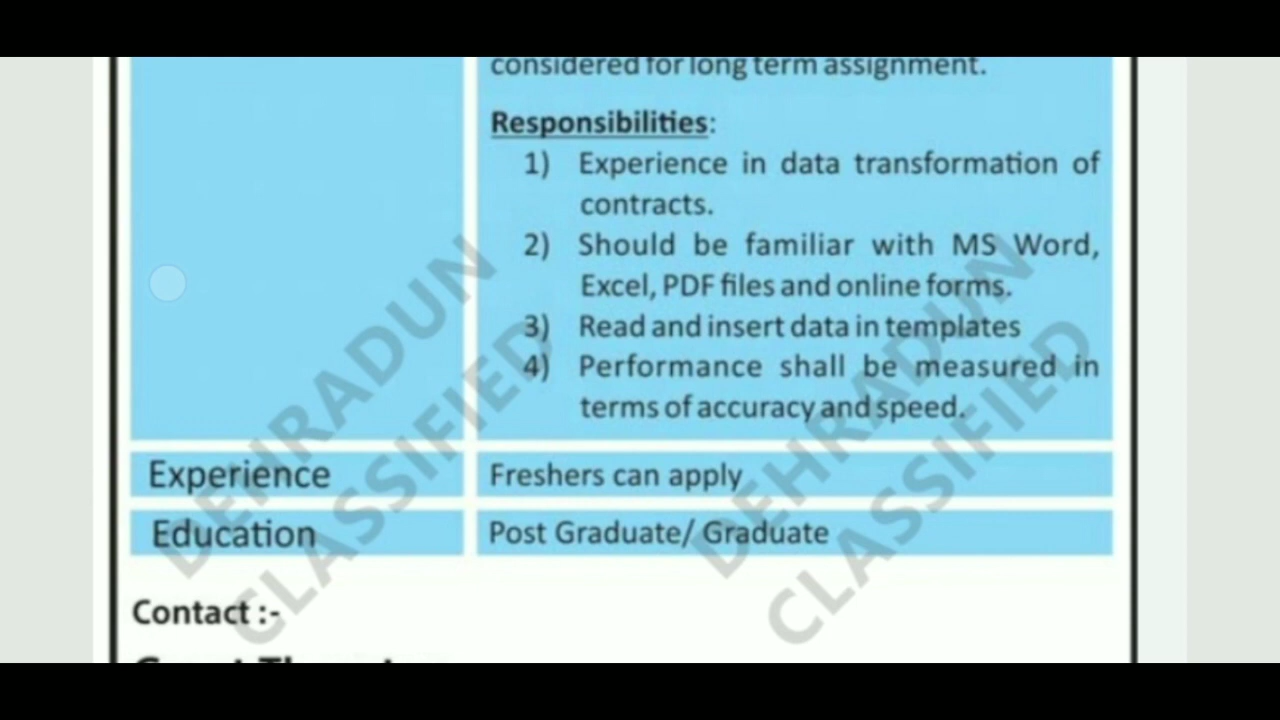 considered for long term assignment.
Responsibilities:
1) Experience in data transformation of
contracts.
2) Should be familiar with MS Word,
Excel, PDF files and online forms.
3) Read and insert data in templates
4) Performance shall be measured in
terms of accuracy and speed.
Experience Freshers can apply
Education Post Graduate/ Graduate
DEHRADUN
CLASSIFIED
DEHRADUN
CLASSIFIED
Contact :-